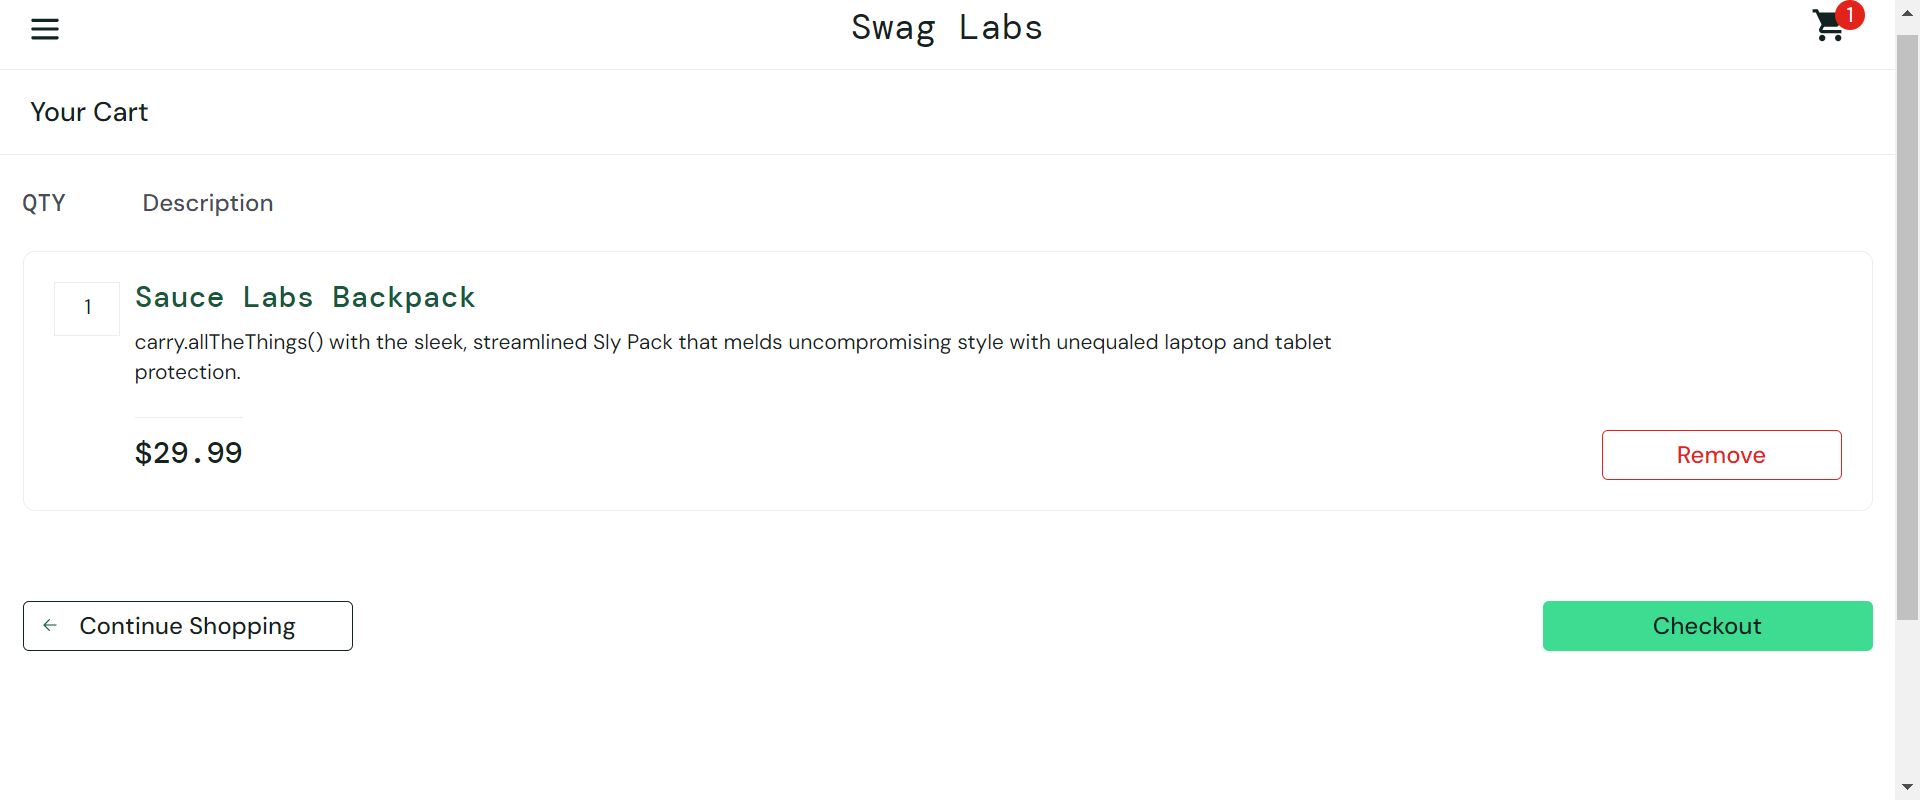 Swag Labs
1
Your Cart
QTY Description
1
Sauce Labs Backpack
carry.allTheThings() with the sleek, streamlined Sly Pack that melds uncompromising style with unequaled laptop and tablet
protection.
$29.99
Remove
Continue Shopping
Checkout